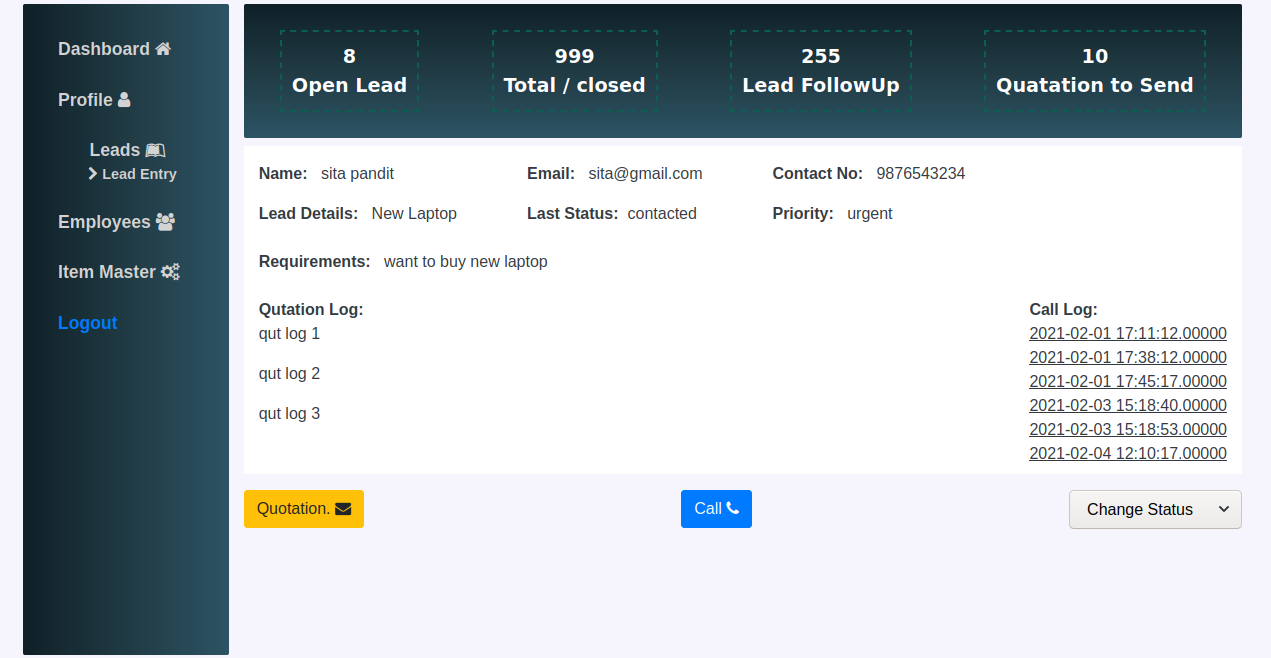 Dashboard
Profile
Leads
Lead Entry
Employees
Item Master
Logout
8
Open Lead
999
Total / closed
255
Lead FollowUp
10
Quatation to Send
Name: sita pandit
Email: sita@gmail.com
Contact No: 9876543234
Lead Details: New Laptop
Last Status: contacted
Priority: urgent
Requirements: want to buy new laptop
Qutation Log:
qut log 1
qut log 2
qut log 3
Call Log:
2021-02-01 17:11:12.00000
2021-02-01 17:38:12.00000
2021-02-01 17:45:17.00000
2021-02-03 15:18:40.00000
2021-02-03 15:18:53.00000
2021-02-04 12:10:17.00000
Quotation.
Call
Change Status